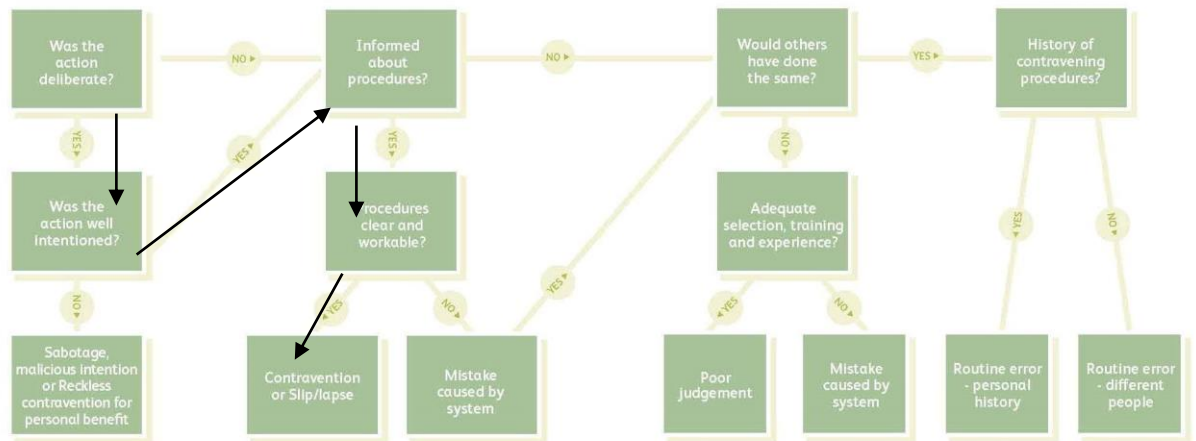 Was the
action
deliberate?
NO ►
Informed
about
procedures?
NO ►
Would others
have done
the same?
YES ►
History of
contravening
procedures?
YES ►
YES ►
YES ►
NO ►
Was the
action well
intentioned?
rocedures
clear and
workable?
Adequate
selection, training
and experience?
YES ►
NO ►
NO ►
YES ►
NO ►
YES ►
YES ►
NO ►
Sabotage,
malicious intention
or Reckless
contravention for
personal benefit
Contravention
or Slip/lapse
Mistake
caused by
system
Poor
judgement
Mistake
caused by
system
Routine error
- personal
history
Routine error
- different
people